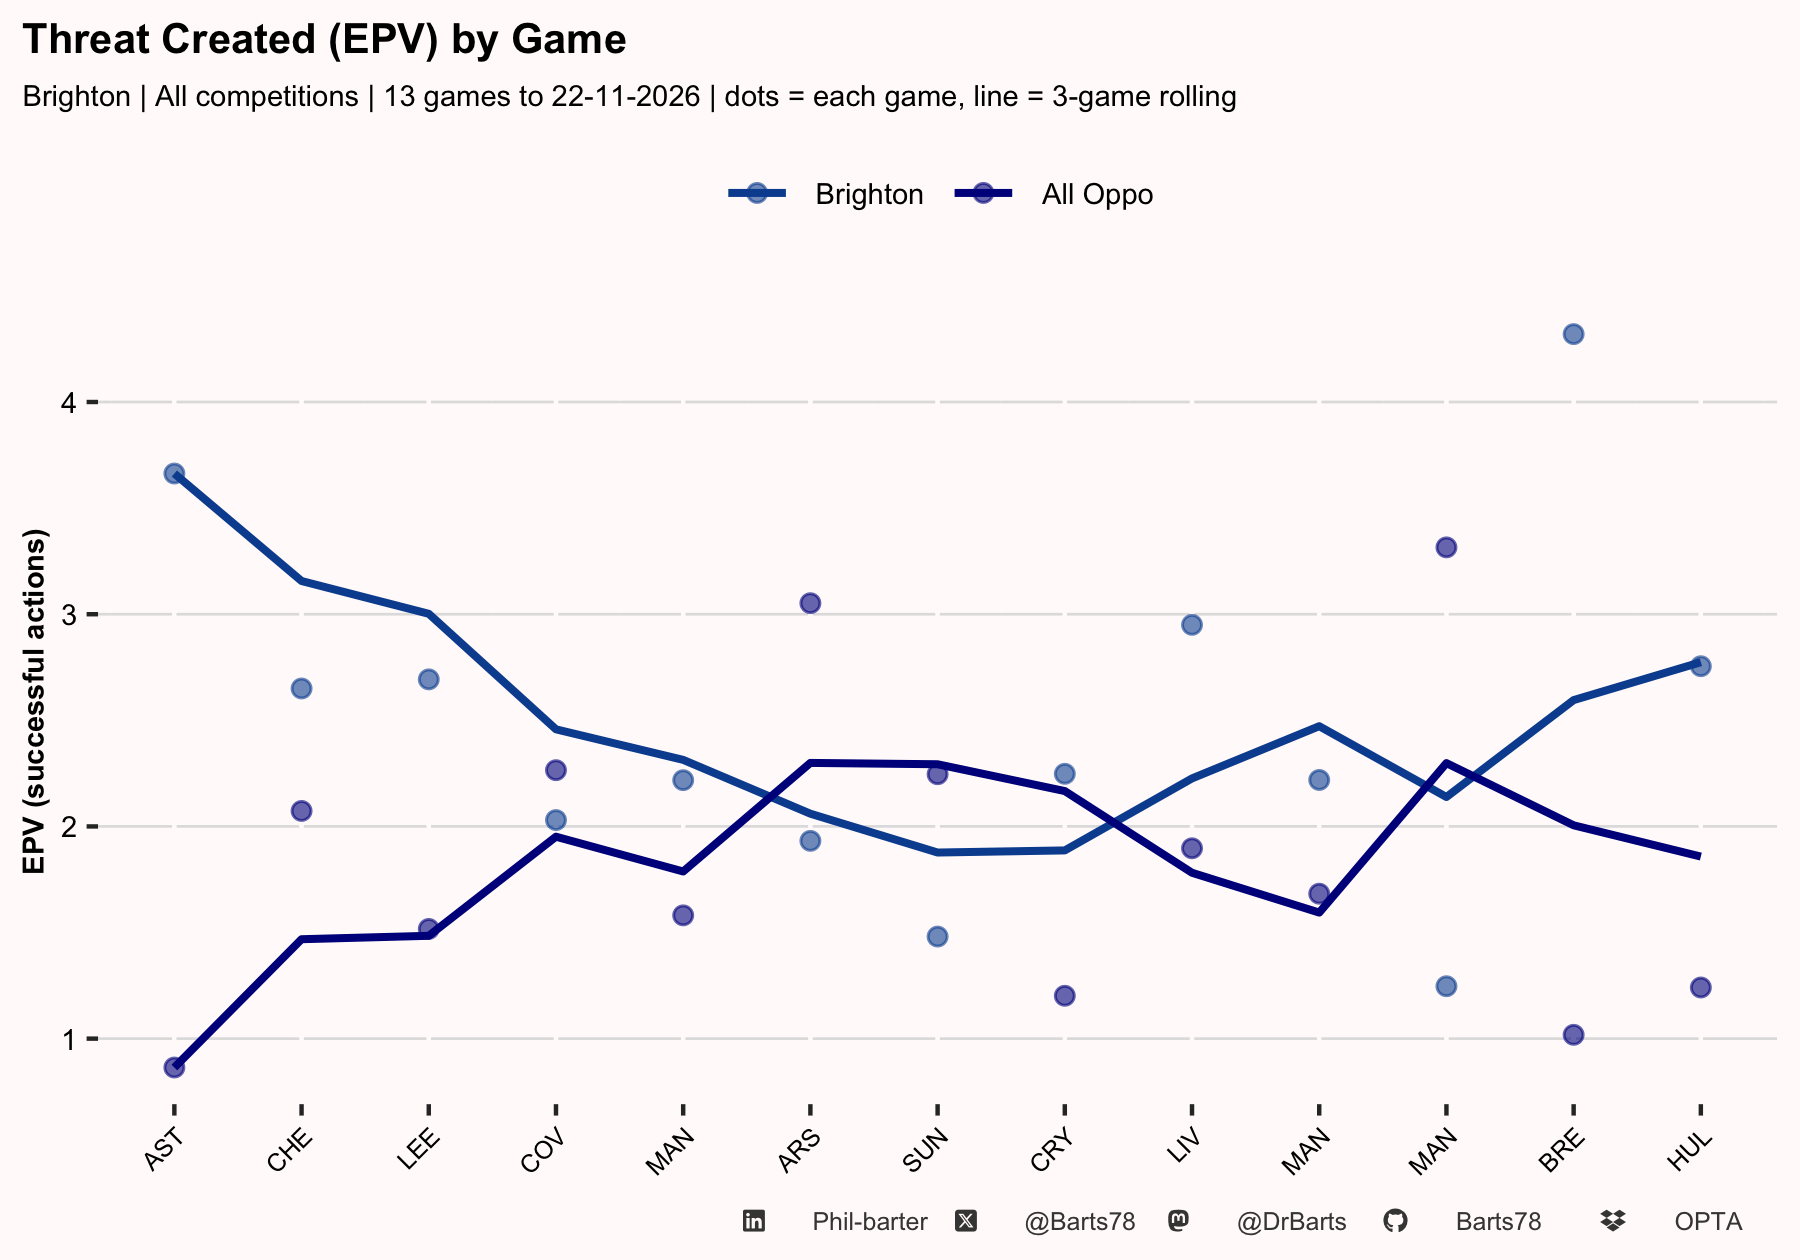 Threat Created (EPV) by Game
Brighton | All competitions | 13 games to 22-11-2026 | dots = each game, line = 3-game rolling
Brighton All Oppo
EPV (successful actions)
4
3
2
1
AST CHE LEE COV MAN ARS SUN CRY LIV MAN MAN BRE HUL
Phil-barter @Barts78 @DrBarts Barts78 OPTA